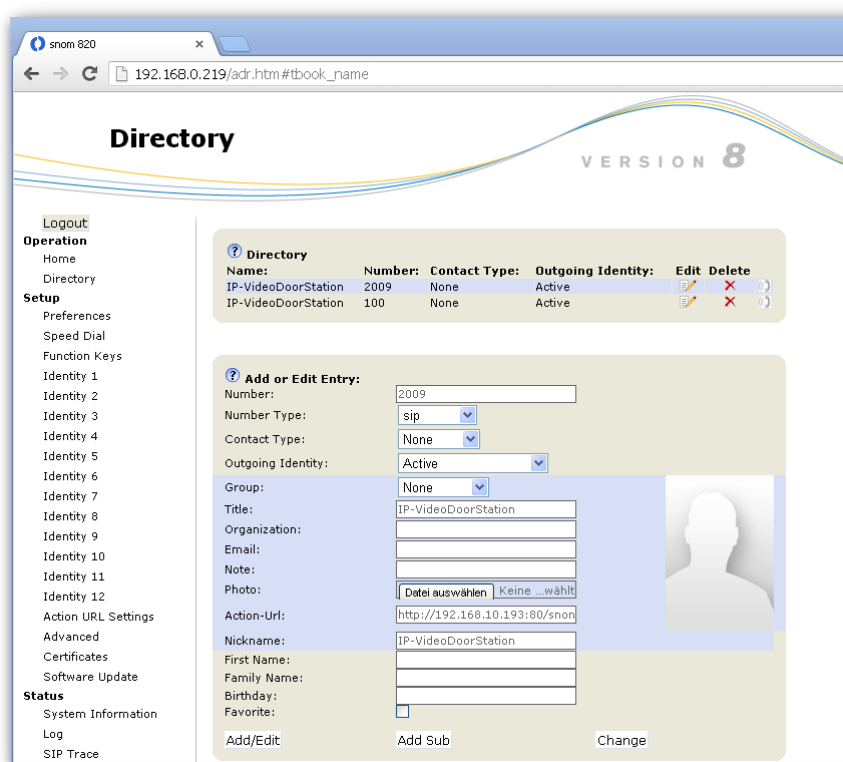 snom 820
192.168.0.219/adr.htm#tbook_name
Directory
VERSION 8
Logout
Operation
Home
Directory
Setup
Preferences
Speed Dial
Function Keys
Identity 1
Identity 2
Identity 3
Identity 4
Identity 5
Identity 6
Identity 7
Identity 8
Identity 9
Identity 10
Identity 11
Identity 12
Action URL Settings
Advanced
Certificates
Software Update
Status
System Information
Log
SIP Trace
? Directory
Name: Number: Contact Type: Outgoing Identity: Edit Delete
IP-VideoDoorStation 2009 None Active
IP-VideoDoorStation 100 None Active
? Add or Edit Entry:
Number: 2009
Number Type: sip
Contact Type: None
Outgoing Identity: Active
Group: None
Title: IP-VideoDoorStation
Organization:
Email:
Note:
Photo: Datei auswählen Keine ...wählt
Action-Url: http://192.168.10.193:80/snon
Nickname: IP-VideoDoorStation
First Name:
Family Name:
Birthday:
Favorite:
Add/Edit Add Sub Change